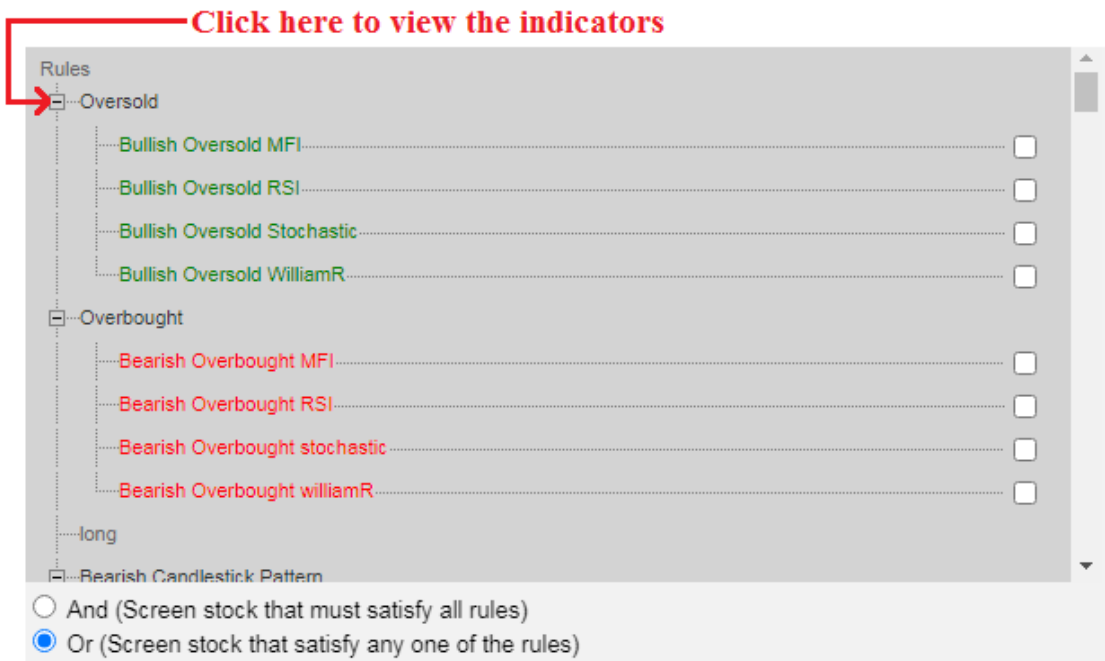 Click here to view the indicators
Rules
Oversold
Bullish Oversold MFI
Bullish Oversold RSI
Bullish Oversold Stochastic
Bullish Oversold WilliamR
Overbought
Bearish Overbought MFI
Bearish Overbought RSI
Bearish Overbought stochastic
Bearish Overbought williamR
long
Bearish Candlestick Pattern
And (Screen stock that must satisfy all rules)
Or (Screen stock that satisfy any one of the rules)